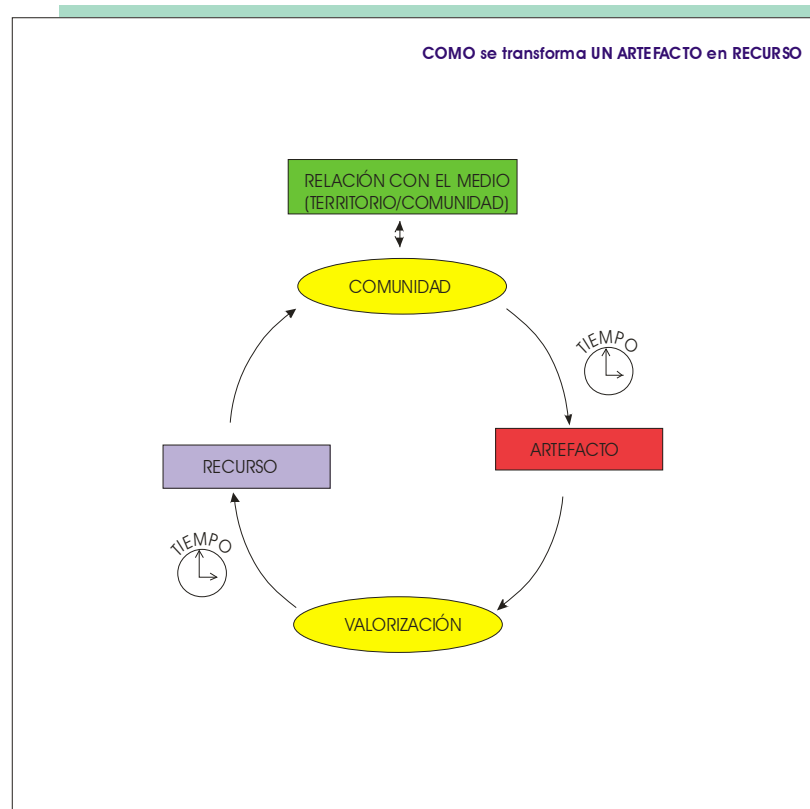 COMO se transforma UN ARTEFACTO en RECURSO
RELACIÓN CON EL MEDIO
(TERRITORIO/COMUNIDAD)
COMUNIDAD
TIEMPO
ARTEFACTO
RECURSO
TIEMPO
VALORIZACIÓN